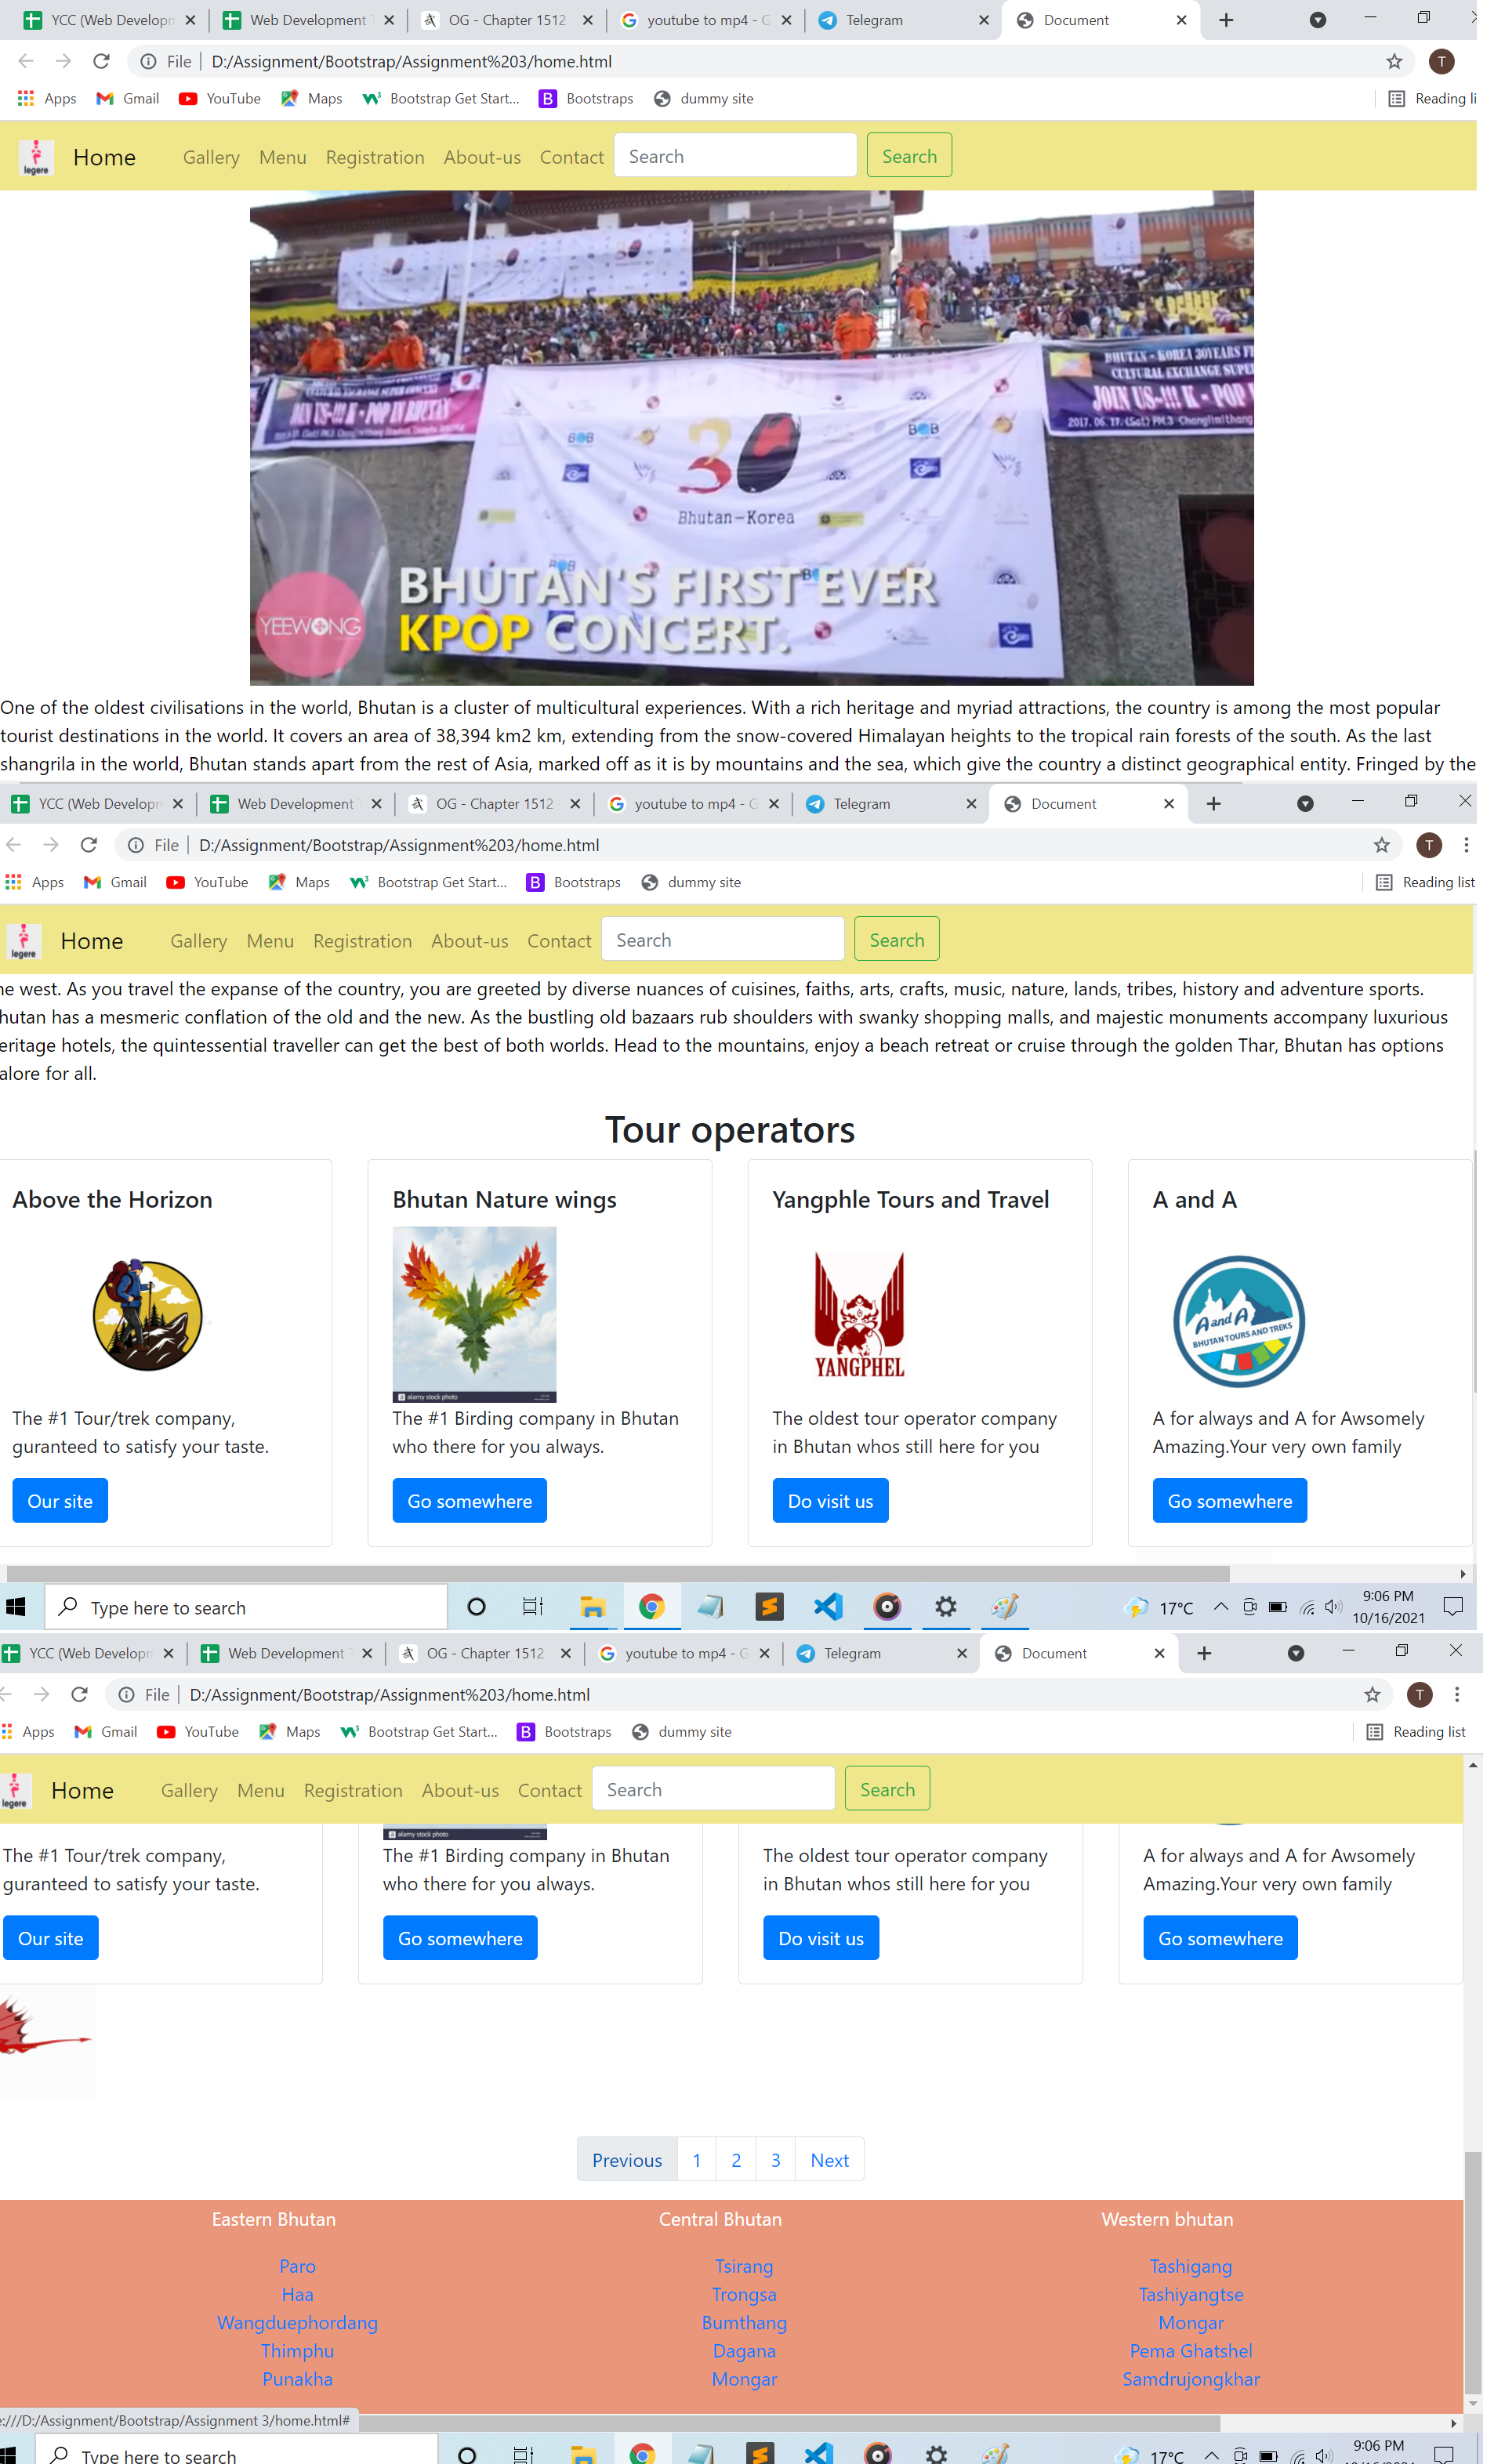 YCC (Web Developn
Web Development T
OG - Chapter 1512
youtube to mp4 - G
Telegram
Document
File
D:/Assignment/Bootstrap/Assignment%203/home.html
T
Apps
Gmail
YouTube
Maps
Bootstrap Get Start...
Bootstraps
dummy site
Reading li
legere
Home
Gallery
Menu
Registration
About-us
Contact
Search
Search
30
BHUTAN - KOREA 30YEARS
CULTURAL EXCHANGE SUPER
JOIN US~!!! K - POP
2017. 06. 17. (Sat) PM.3 Changlimithang
JOIN US~!!! K - POP IN BHUTAN
BOB
BOB
30
Bhutan-Korea
BHUTAN'S FIRST EVER
KPOP CONCERT.
YEEWONG
One of the oldest civilisations in the world, Bhutan is a cluster of multicultural experiences. With a rich heritage and myriad attractions, the country is among the most popular
tourist destinations in the world. It covers an area of 38,394 km2 km, extending from the snow-covered Himalayan heights to the tropical rain forests of the south. As the last
shangrila in the world, Bhutan stands apart from the rest of Asia, marked off as it is by mountains and the sea, which give the country a distinct geographical entity. Fringed by the
YCC (Web Developn
Web Development T
OG - Chapter 1512
youtube to mp4 - G
Telegram
Document
File
D:/Assignment/Bootstrap/Assignment%203/home.html
T
Apps
Gmail
YouTube
Maps
Bootstrap Get Start...
Bootstraps
dummy site
Reading list
legere
Home
Gallery
Menu
Registration
About-us
Contact
Search
Search
he west. As you travel the expanse of the country, you are greeted by diverse nuances of cuisines, faiths, arts, crafts, music, nature, lands, tribes, history and adventure sports.
hutan has a mesmeric conflation of the old and the new. As the bustling old bazaars rub shoulders with swanky shopping malls, and majestic monuments accompany luxurious
eritage hotels, the quintessential traveller can get the best of both worlds. Head to the mountains, enjoy a beach retreat or cruise through the golden Thar, Bhutan has options
alore for all.
Tour operators
Above the Horizon
The #1 Tour/trek company,
guranteed to satisfy your taste.
Our site
Bhutan Nature wings
alamy stock photo
The #1 Birding company in Bhutan
who there for you always.
Go somewhere
Yangphle Tours and Travel
YANGPHEL
The oldest tour operator company
in Bhutan whos still here for you
Do visit us
A and A
A and A
BHUTAN TOURS AND TREKS
A for always and A for Awsomely
Amazing.Your very own family
Go somewhere
Type here to search
17°C
9:06 PM
10/16/2021
YCC (Web Developn
Web Development T
OG - Chapter 1512
youtube to mp4 - G
Telegram
Document
File
D:/Assignment/Bootstrap/Assignment%203/home.html
T
Apps
Gmail
YouTube
Maps
Bootstrap Get Start...
Bootstraps
dummy site
Reading list
legere
Home
Gallery
Menu
Registration
About-us
Contact
Search
Search
alamy stock photo
The #1 Tour/trek company,
guranteed to satisfy your taste.
Our site
The #1 Birding company in Bhutan
who there for you always.
Go somewhere
The oldest tour operator company
in Bhutan whos still here for you
Do visit us
A for always and A for Awsomely
Amazing.Your very own family
Go somewhere
Previous
1
2
3
Next
Eastern Bhutan
Paro
Haa
Wangduephordang
Thimphu
Punakha
Central Bhutan
Tsirang
Trongsa
Bumthang
Dagana
Mongar
Western bhutan
Tashigang
Tashiyangtse
Mongar
Pema Ghatshel
Samdrujongkhar
e:///D:/Assignment/Bootstrap/Assignment 3/home.html#
Type here to search
17°C
9:06 PM